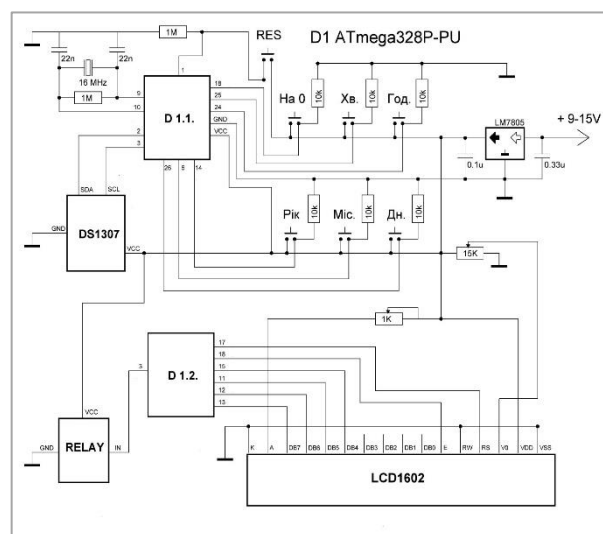 1M
RES
D1 ATmega328P-PU
22n
22n
16 MHz
1M
1
9
10
2
3
D 1.1.
18
25
24
GND
VCC
26
5
14
На 0
10k
Хв.
10k
Год.
10k
LM7805
+ 9-15V
0.1u
0.33u
SDA
SCL
GND
DS1307
VCC
Рік
10k
Міс.
10k
Дн.
10k
15K
1K
3
D 1.2.
17
18
15
11
12
13
VCC
GND
RELAY
IN
K
A
DB7
DB6
DB5
DB4
DB3
DB2
DB1
DB0
E
RW
RS
V0
VDD
VSS
LCD1602